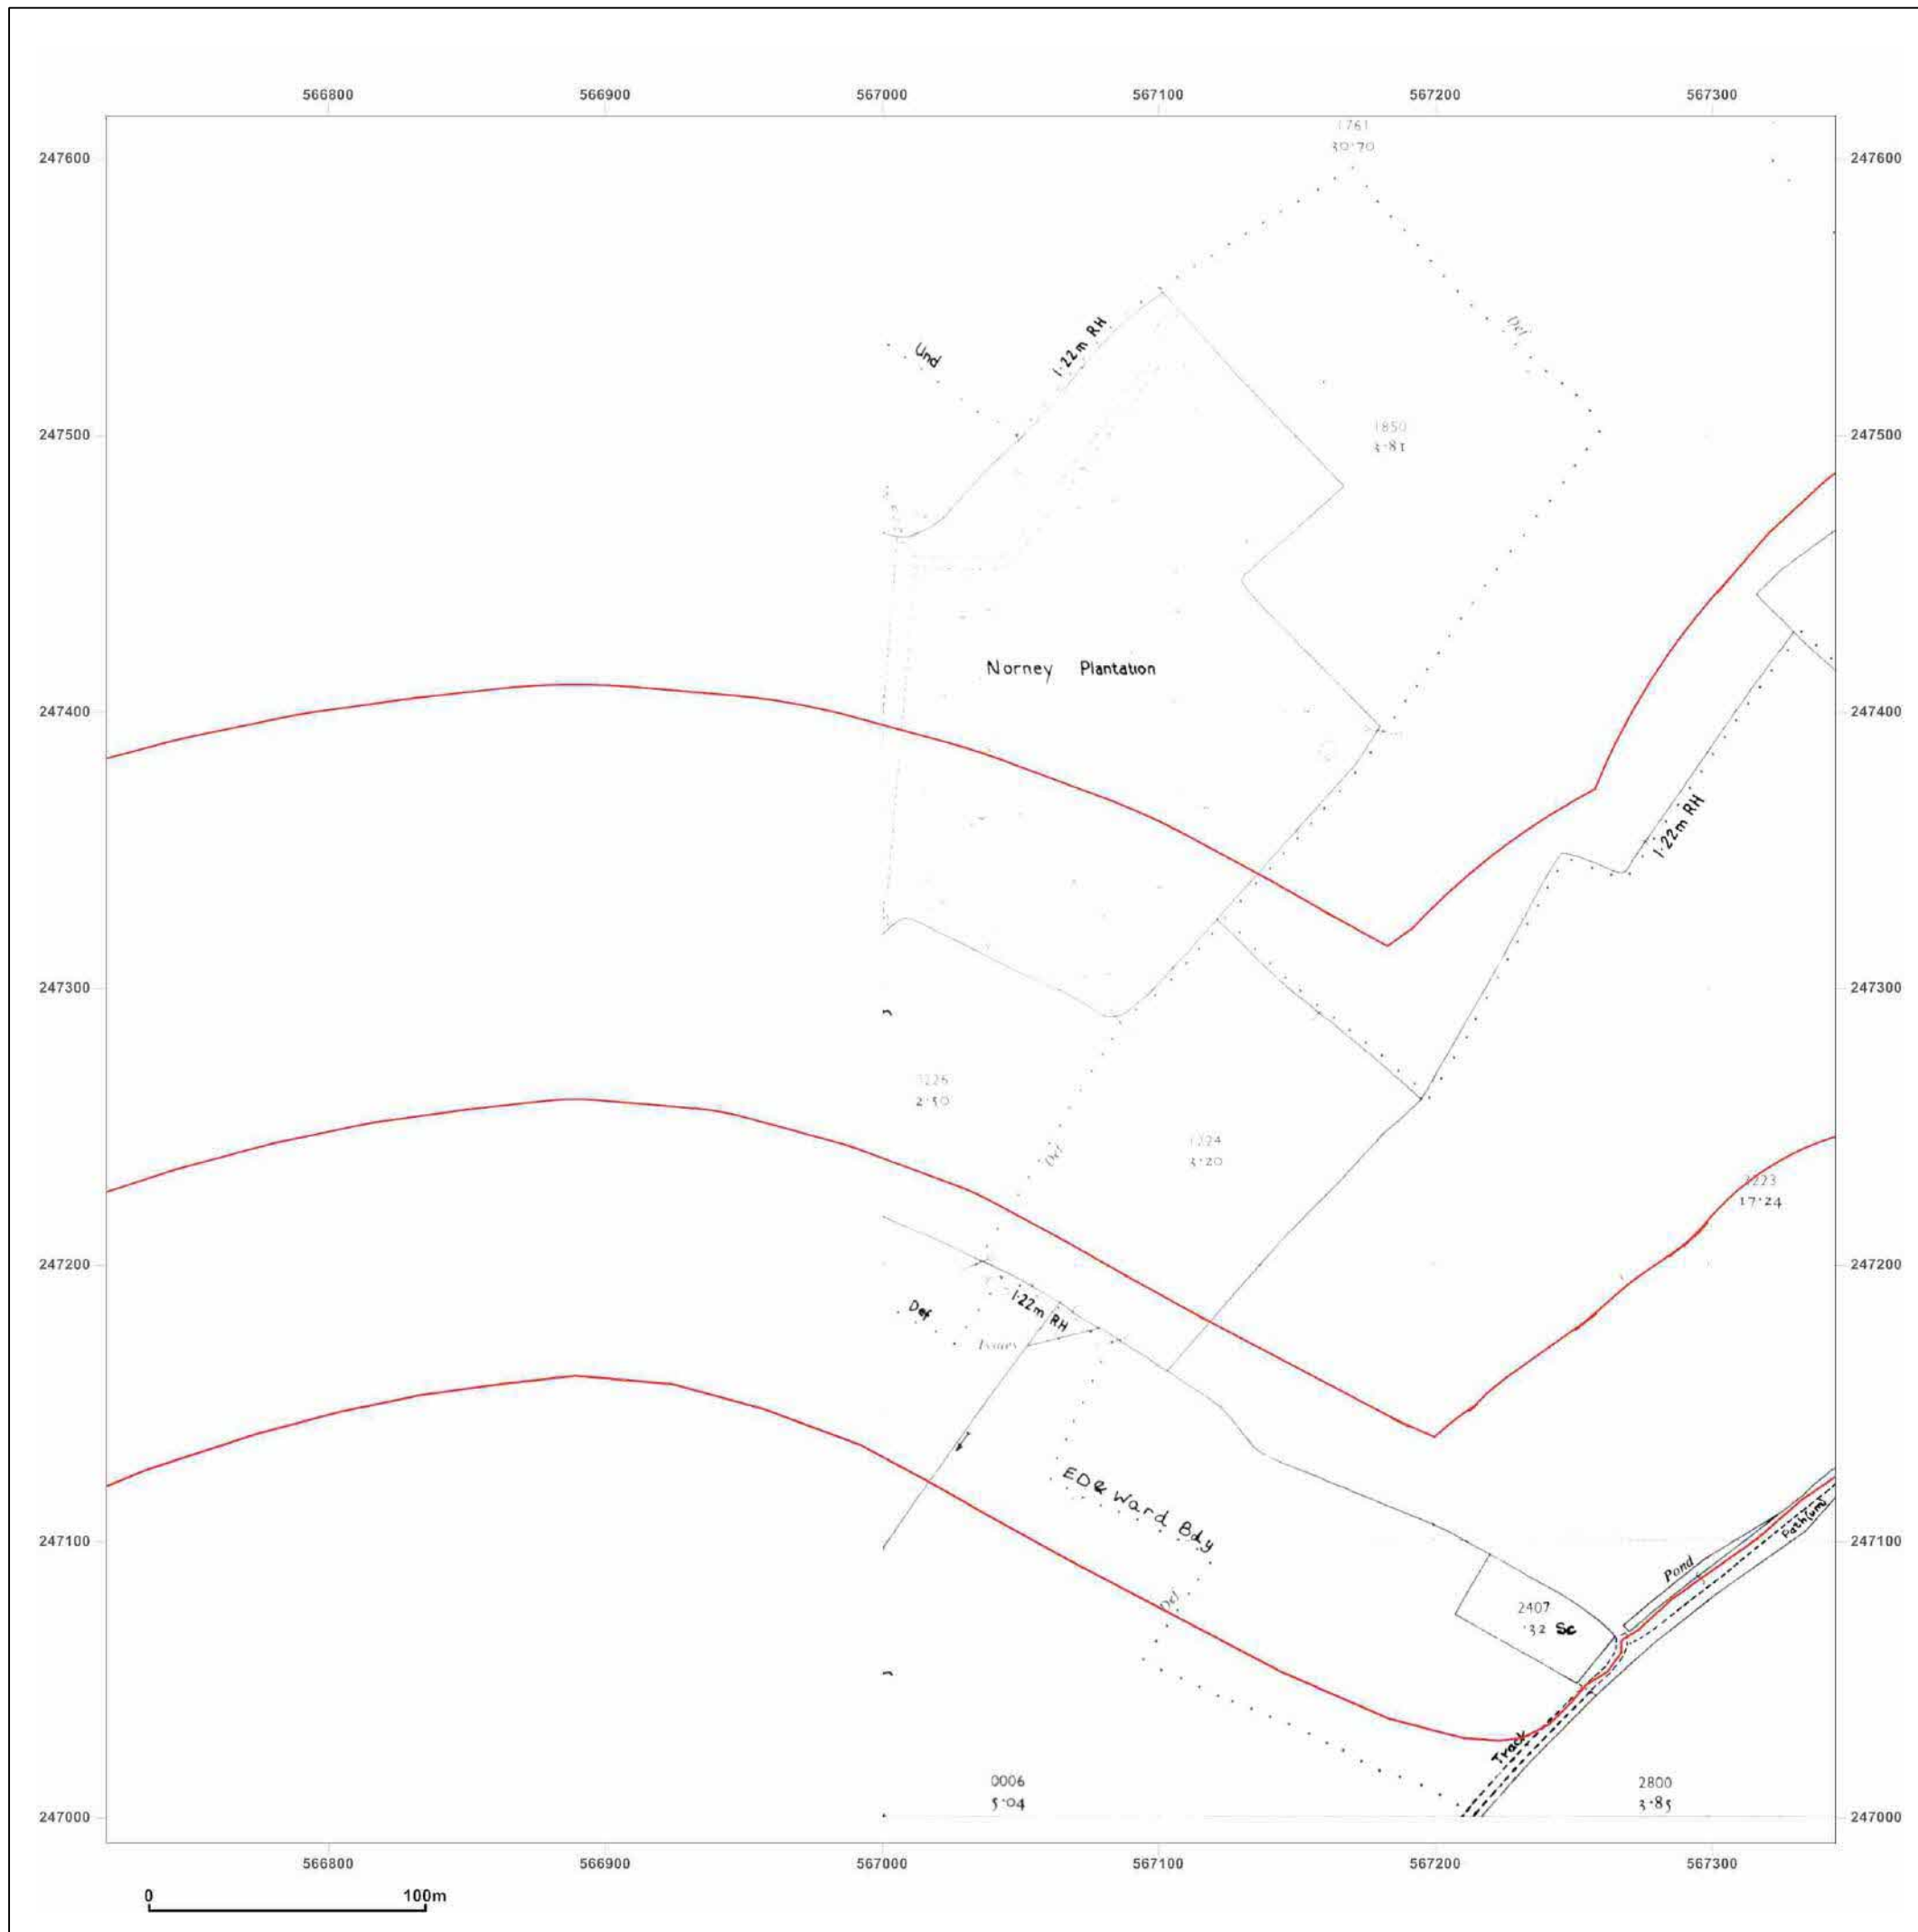 566800 566900 567000 567100 567200 567300
247600 247600
1761
30·70
Def
1·22m RH
Und
247500 247500
1850
3·81
Norney Plantation
247400 247400
1·22m RH
247300 247300
2·50
3·20
Def
3223
17·24
247200 247200
1·22m RH
Def
Issues
ED & Ward Bdy
Path (um)
247100 247100
Pond
Def
2407
·32 Sc
Track
0006
5·04
2800
3·85
247000 247000
566800 566900 567000 567100 567200 567300
0 100m